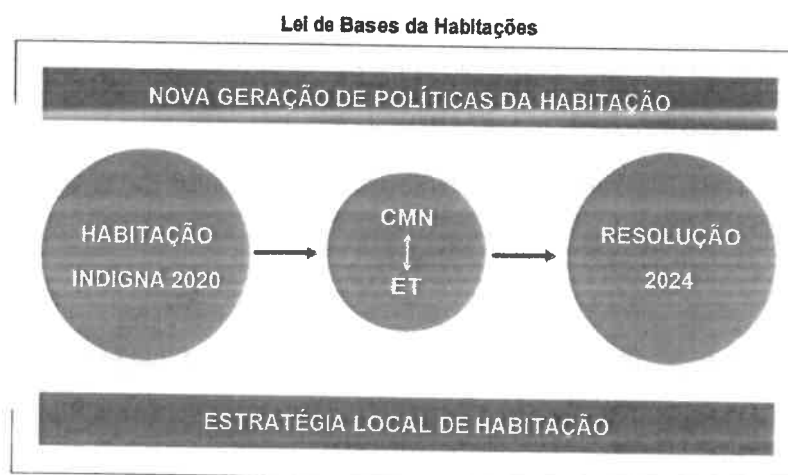 Lei de Bases da Habitações
NOVA GERAÇÃO DE POLÍTICAS DA HABITAÇÃO
HABITAÇÃO
INDIGNA 2020
CMN
ET
RESOLUÇÃO
2024
ESTRATÉGIA LOCAL DE HABITAÇÃO